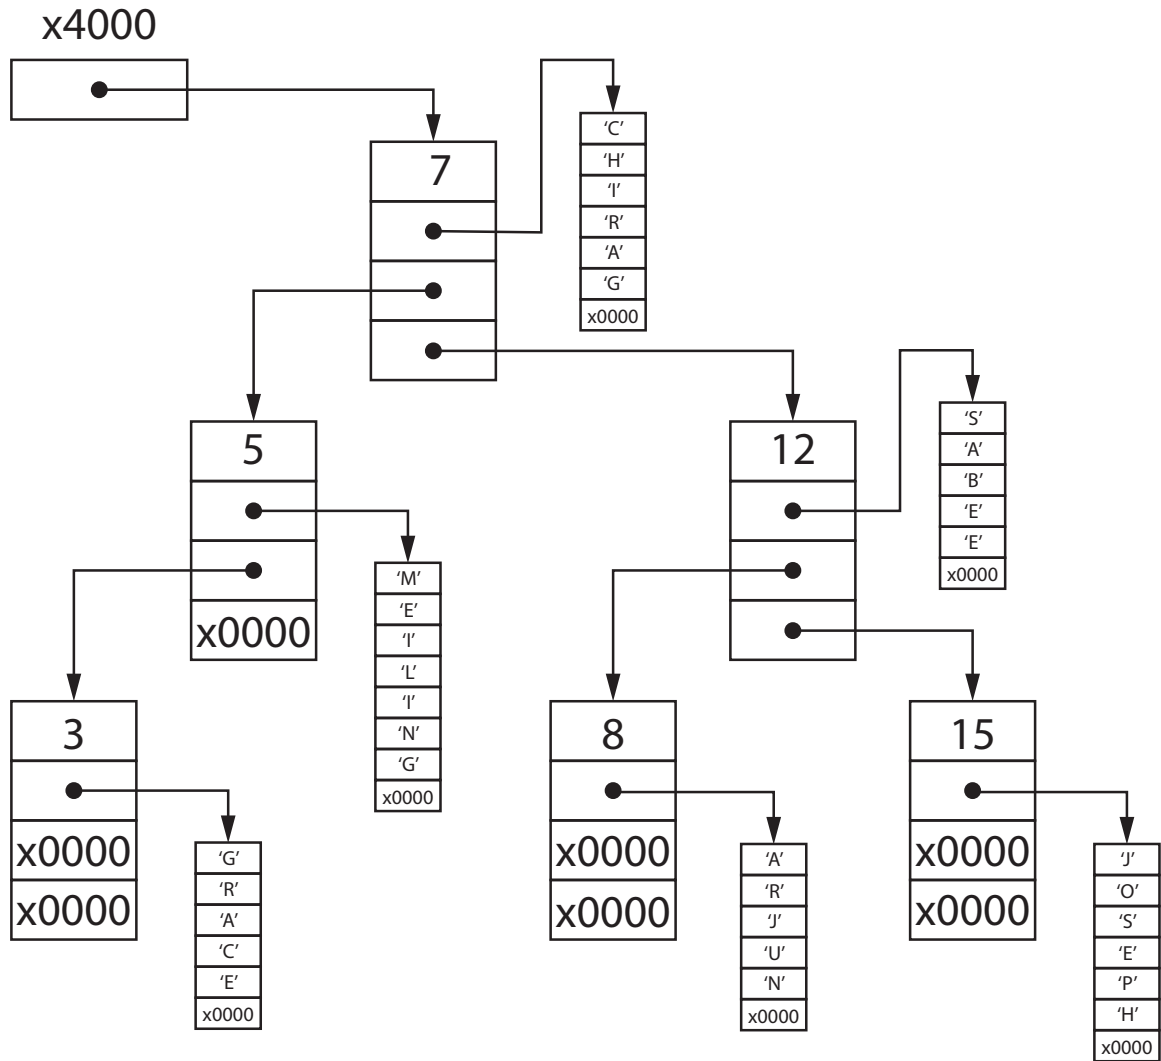 x4000
7
‘C’
‘H’
‘I’
‘R’
‘A’
‘G’
x0000
5
x0000
‘M’
‘E’
‘I’
‘L’
‘I’
‘N’
‘G’
x0000
12
‘S’
‘A’
‘B’
‘E’
‘E’
x0000
3
x0000
x0000
‘G’
‘R’
‘A’
‘C’
‘E’
x0000
8
x0000
x0000
‘A’
‘R’
‘J’
‘U’
‘N’
x0000
15
x0000
x0000
‘J’
‘O’
‘S’
‘E’
‘P’
‘H’
x0000